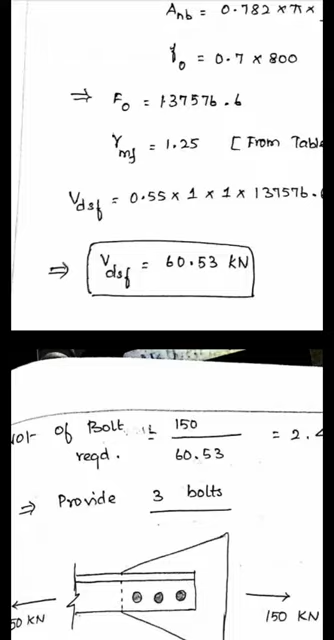 Anb = 0.782 × π ×
f0 = 0.7 × 800
⇒ F0 = 137576.6
γmf = 1.25 [From Table
Vdsf = 0.55 × 1 × 1 × 137576.
⇒ Vdsf = 60.53 KN
of Bolt reqd. = 150 / 60.53 = 2.4
⇒ Provide 3 bolts
50 KN
150 KN